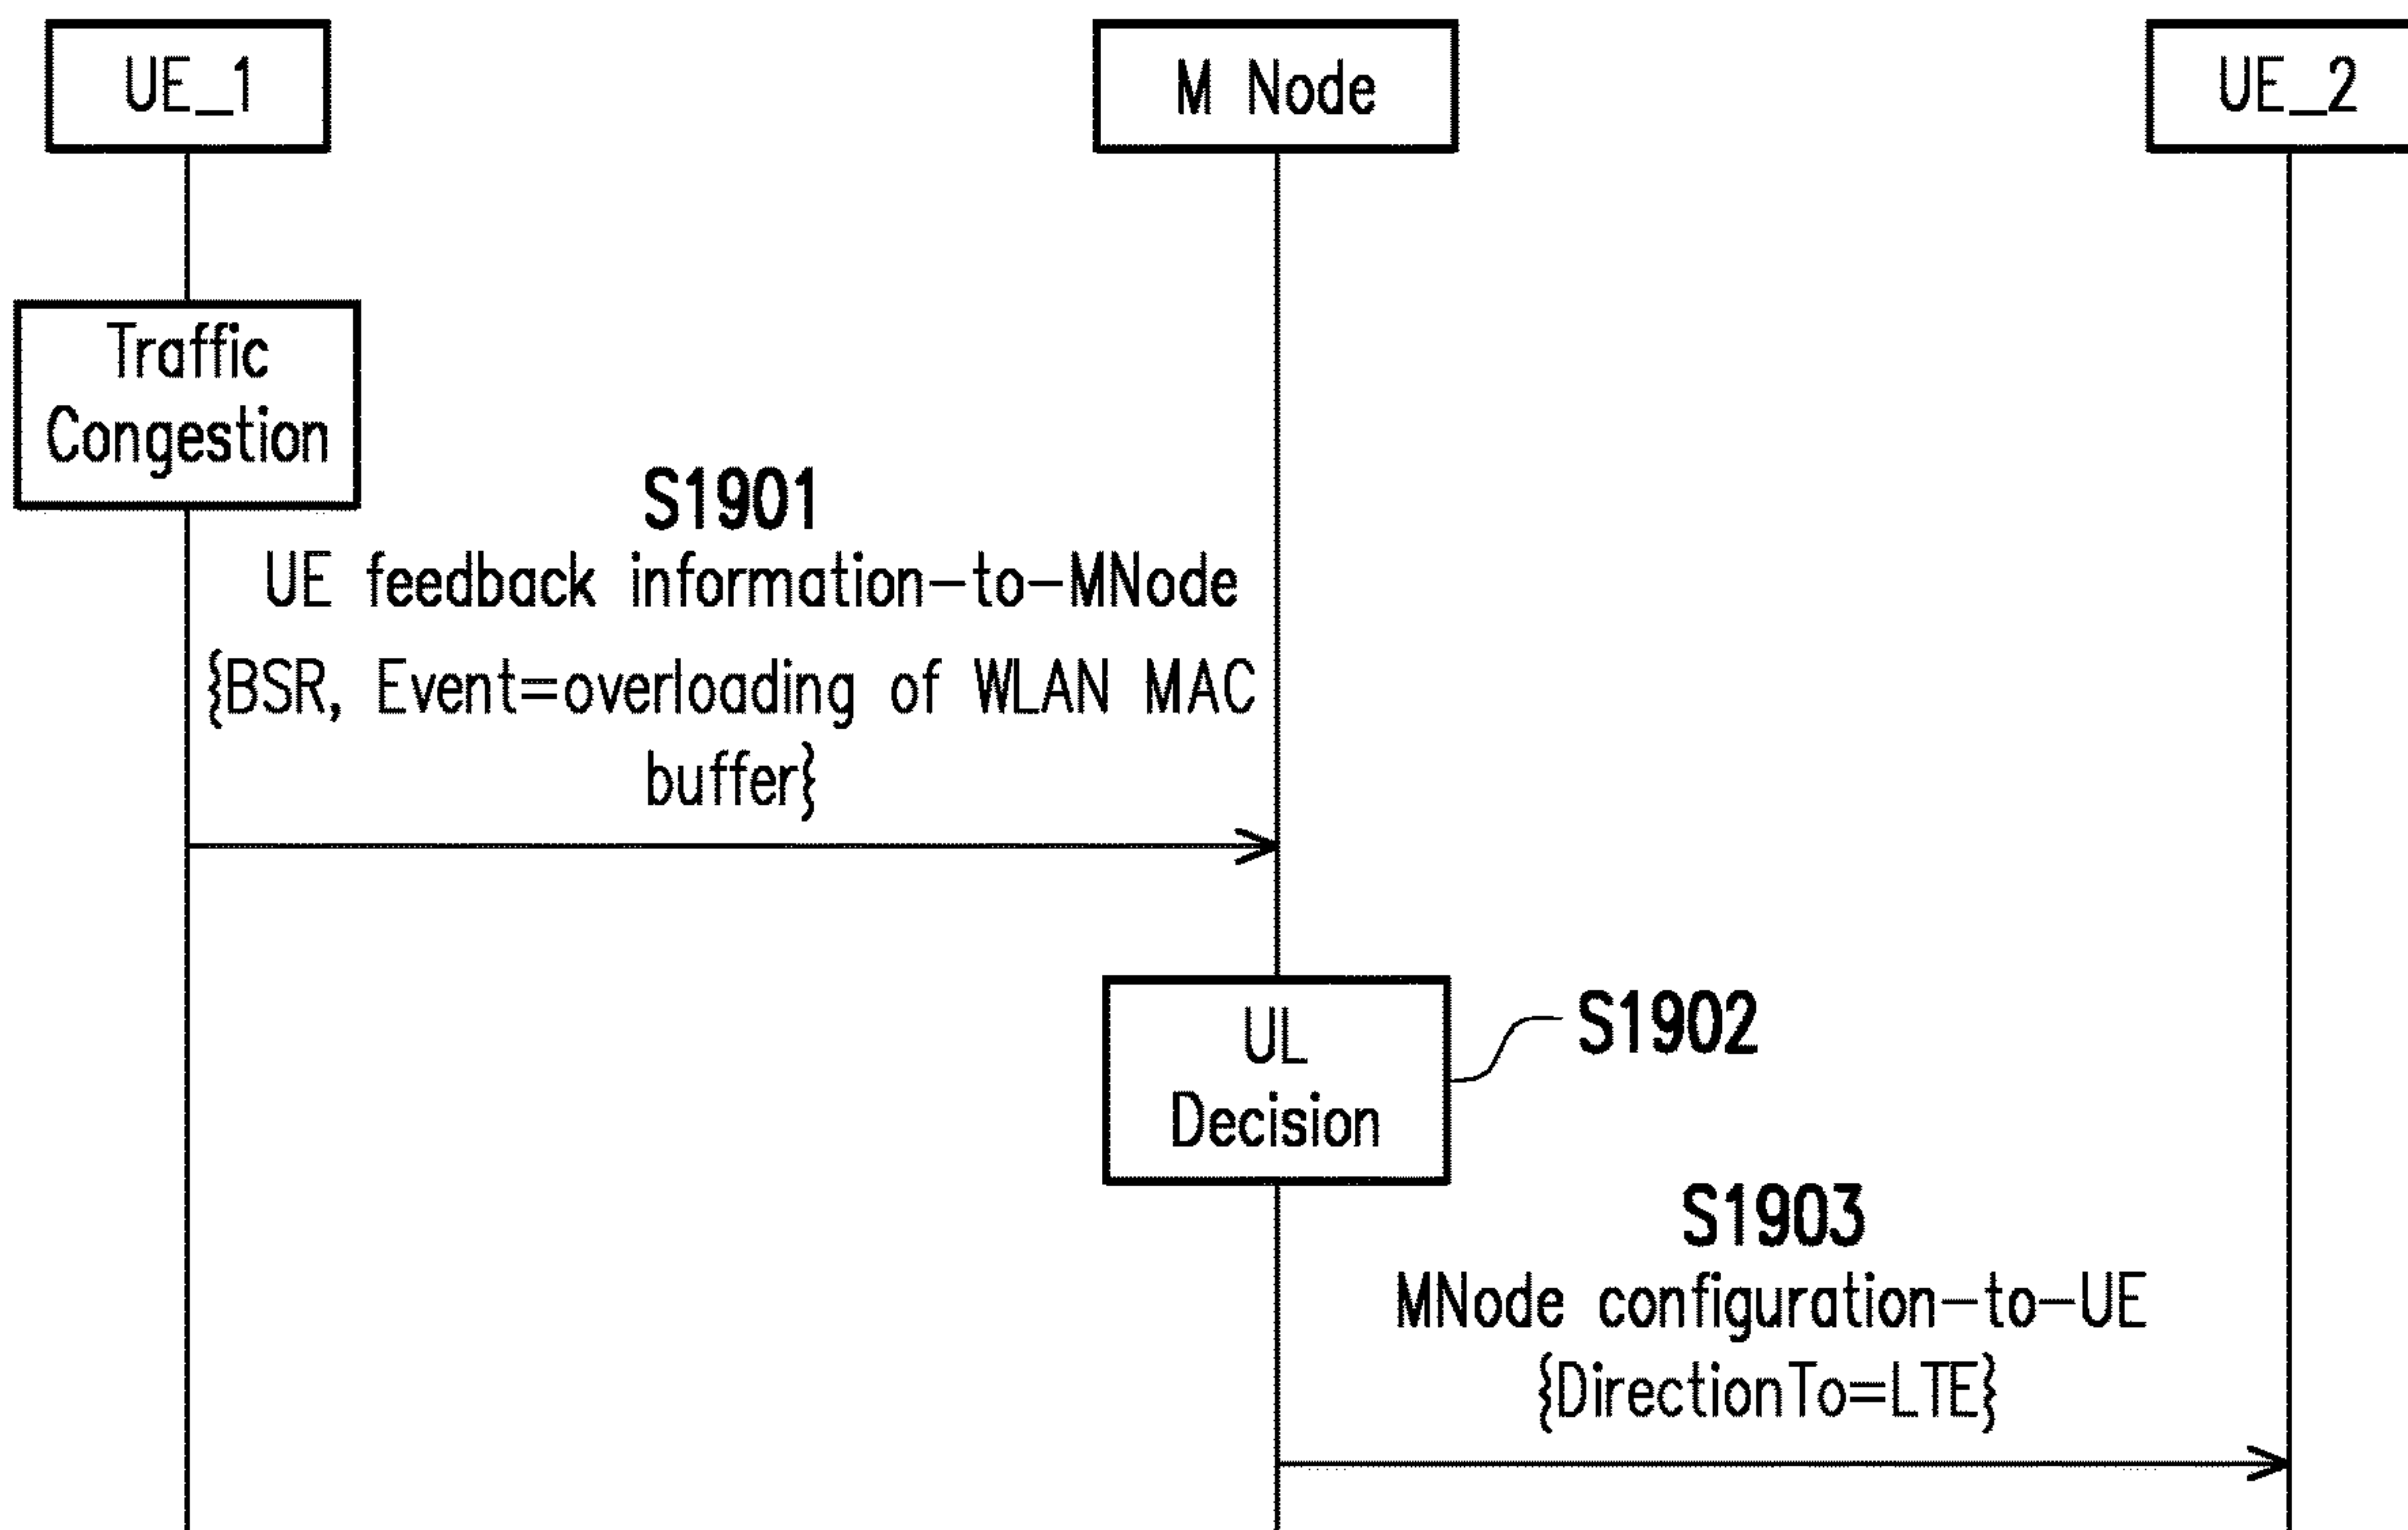 UE_1
M Node
UE_2
Traffic
Congestion
S1901
UE feedback information-to-MNode
{BSR, Event=overloading of WLAN MAC
buffer}
UL
Decision
S1902
S1903
MNode configuration-to-UE
{DirectionTo=LTE}